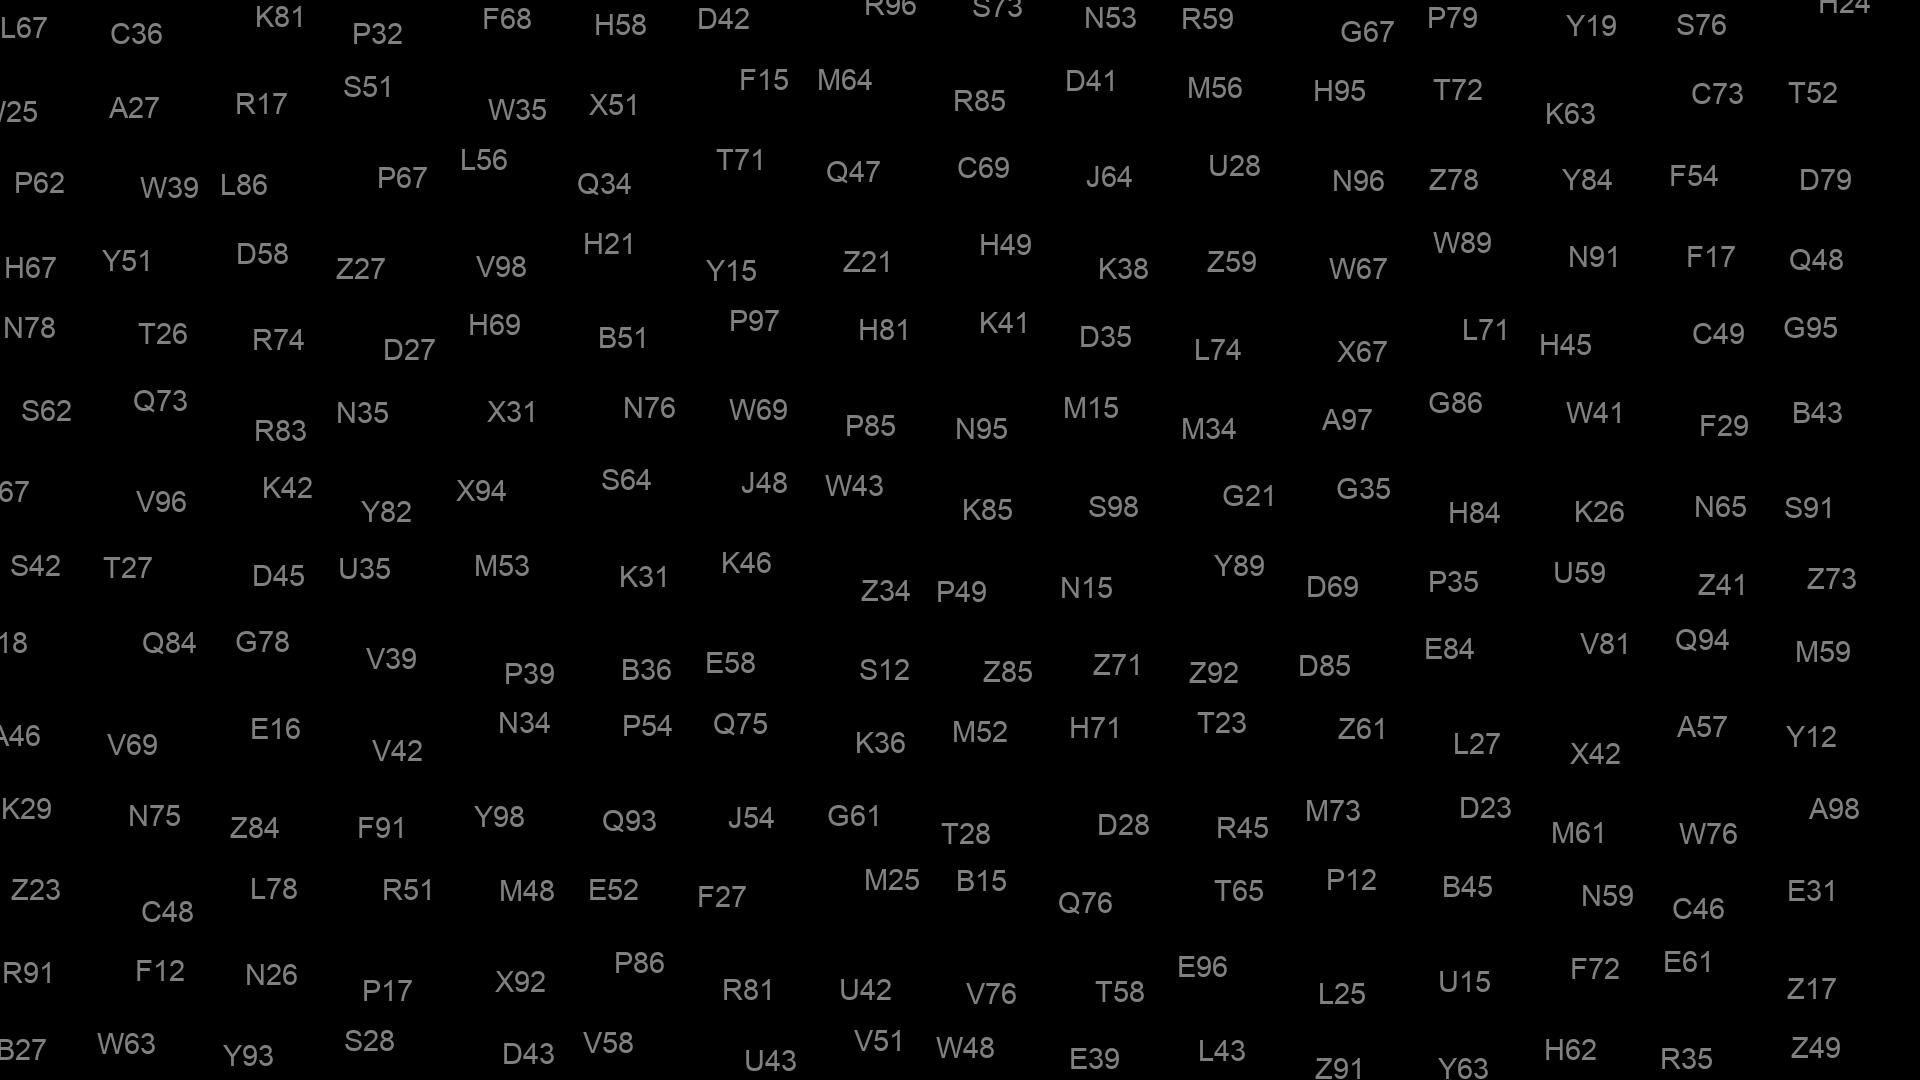 L67 C36 K81 P32 F68 H58 D42 R96 S73 N53 R59 G67 P79 Y19 S76 H24
25 A27 R17 S51 W35 X51 F15 M64 R85 D41 M56 H95 T72 K63 C73 T52
P62 W39 L86 P67 L56 Q34 T71 Q47 C69 J64 U28 N96 Z78 Y84 F54 D79
H67 Y51 D58 Z27 V98 H21 Y15 Z21 H49 K38 Z59 W67 W89 N91 F17 Q48
N78 T26 R74 D27 H69 B51 P97 H81 K41 D35 L74 X67 L71 H45 C49 G95
S62 Q73 R83 N35 X31 N76 W69 P85 N95 M15 M34 A97 G86 W41 F29 B43
67 V96 K42 Y82 X94 S64 J48 W43 K85 S98 G21 G35 H84 K26 N65 S91
S42 T27 D45 U35 M53 K31 K46 Z34 P49 N15 Y89 D69 P35 U59 Z41 Z73
18 Q84 G78 V39 P39 B36 E58 S12 Z85 Z71 Z92 D85 E84 V81 Q94 M59
A46 V69 E16 V42 N34 P54 Q75 K36 M52 H71 T23 Z61 L27 X42 A57 Y12
K29 N75 Z84 F91 Y98 Q93 J54 G61 T28 D28 R45 M73 D23 M61 W76 A98
Z23 C48 L78 R51 M48 E52 F27 M25 B15 Q76 T65 P12 B45 N59 C46 E31
R91 F12 N26 P17 X92 P86 R81 U42 V76 T58 E96 L25 U15 F72 E61 Z17
B27 W63 Y93 S28 D43 V58 U43 V51 W48 E39 L43 Z91 Y63 H62 R35 Z49